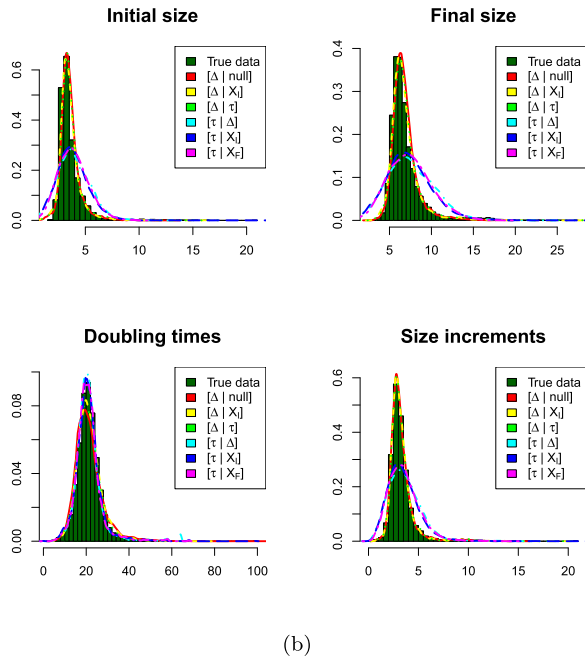 Initial size
0.6
0.4
0.2
0.0
5
10
15
20
True data
[Δ | null]
[Δ | X_I]
[Δ | τ]
[τ | Δ]
[τ | X_I]
[τ | X_F]
Final size
0.4
0.3
0.2
0.1
0.0
5
10
15
20
25
True data
[Δ | null]
[Δ | X_I]
[Δ | τ]
[τ | Δ]
[τ | X_I]
[τ | X_F]
Doubling times
0.08
0.04
0.00
0
20
40
60
80
100
True data
[Δ | null]
[Δ | X_I]
[Δ | τ]
[τ | Δ]
[τ | X_I]
[τ | X_F]
Size increments
0.6
0.4
0.2
0.0
0
5
10
15
20
True data
[Δ | null]
[Δ | X_I]
[Δ | τ]
[τ | Δ]
[τ | X_I]
[τ | X_F]
(b)